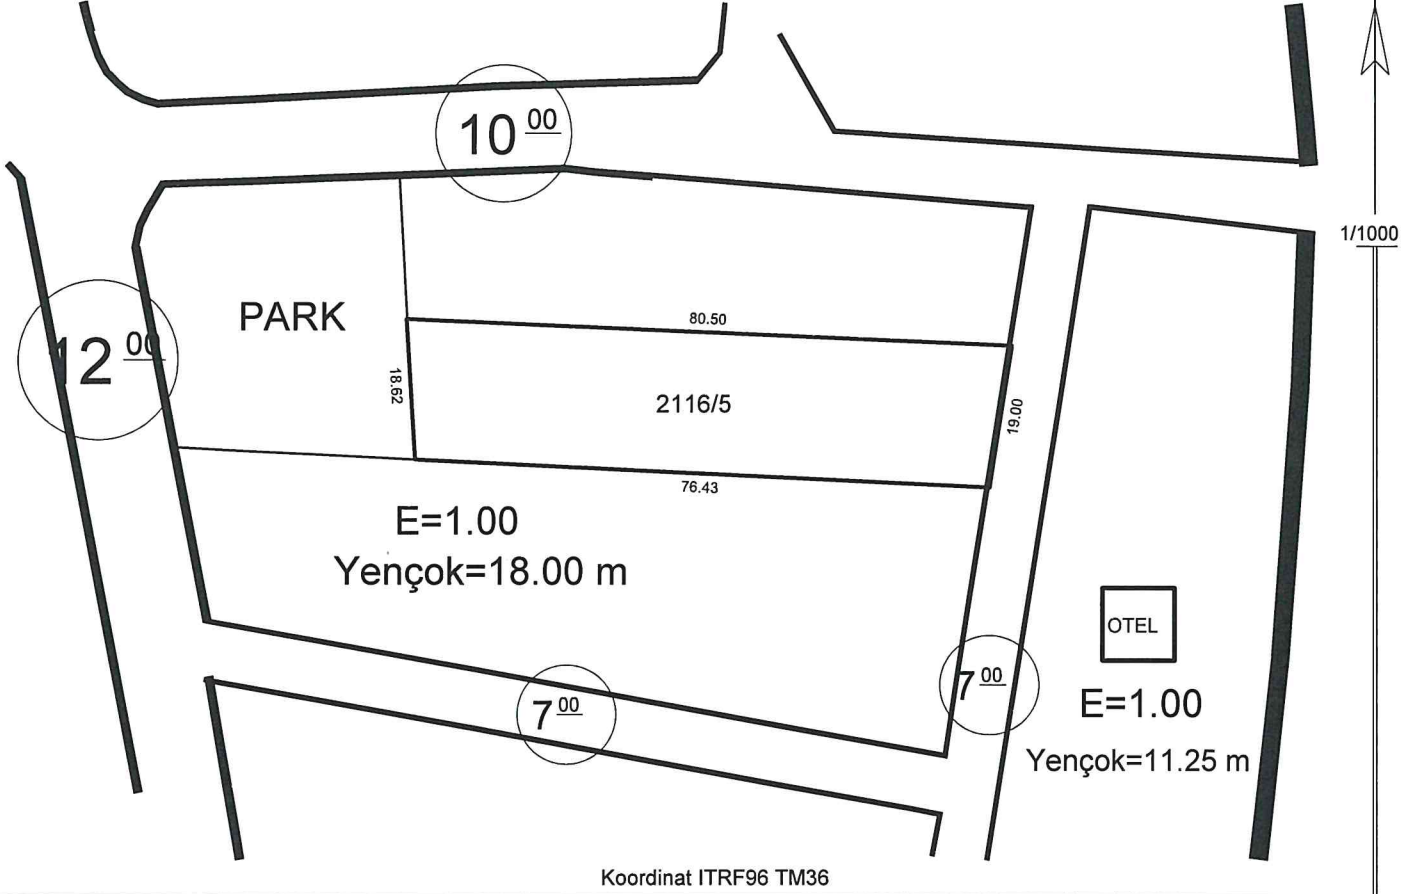 10 00
1/1000
PARK
80.50
12 00
18.62
2116/5
19.00
76.43
E=1.00
Yençok=18.00 m
OTEL
7 00
7 00
E=1.00
Yençok=11.25 m
Koordinat ITRF96 TM36